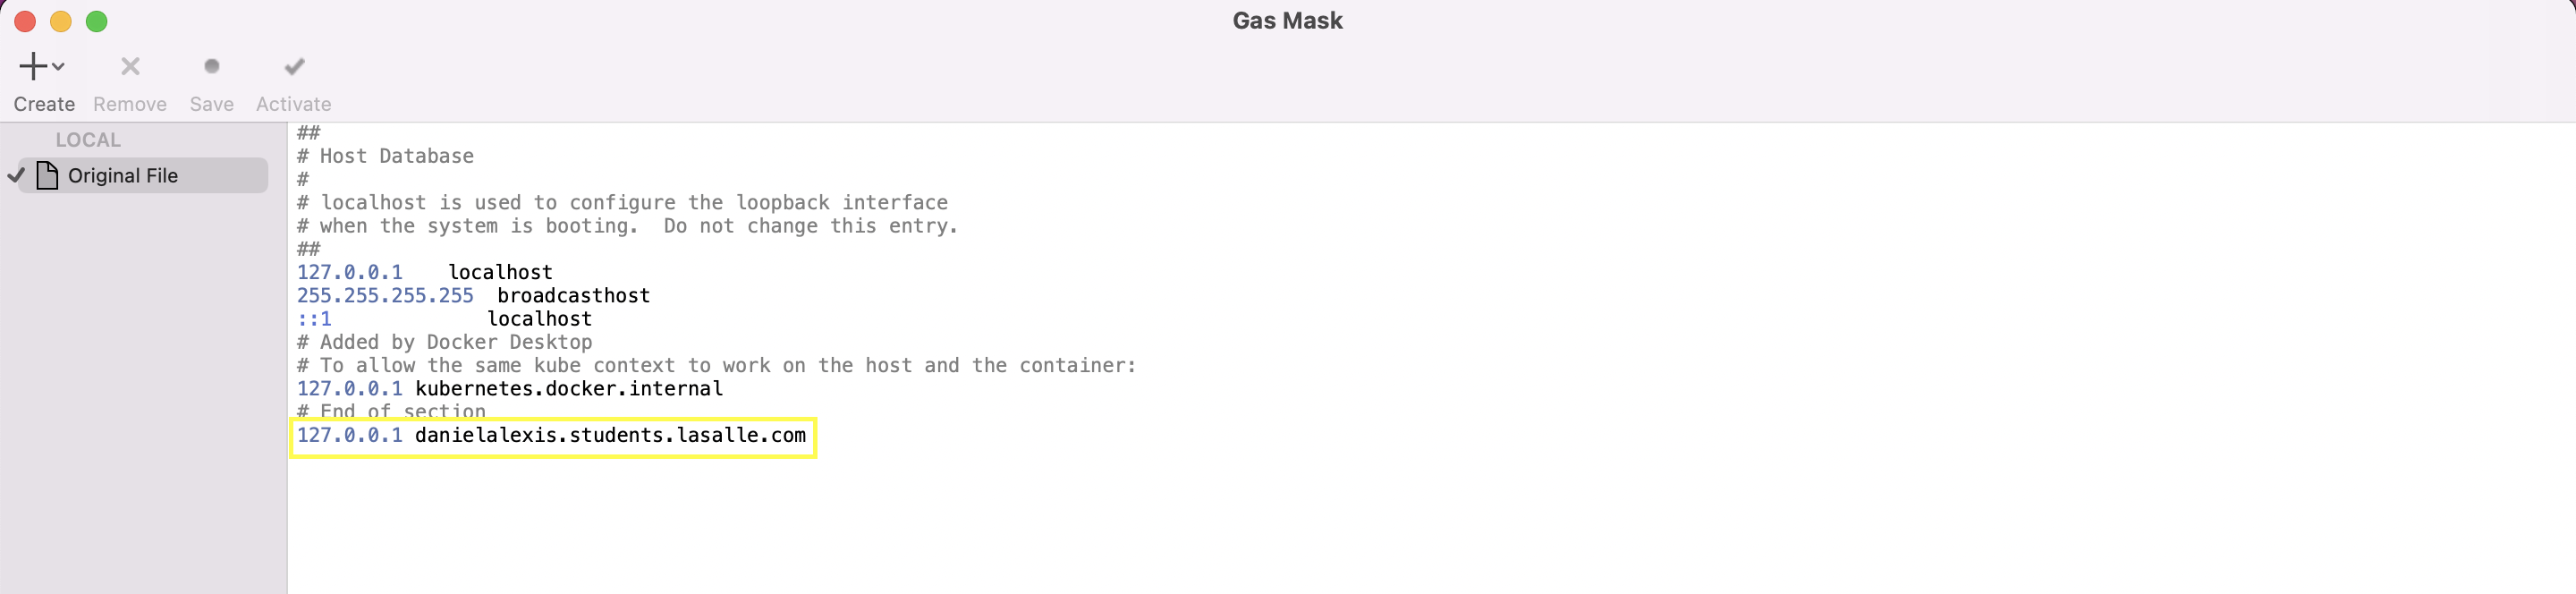 Gas Mask
Create Remove Save Activate
LOCAL
Original File
##
# Host Database
#
# localhost is used to configure the loopback interface
# when the system is booting.  Do not change this entry.
##
127.0.0.1    localhost
255.255.255.255  broadcasthost
::1             localhost
# Added by Docker Desktop
# To allow the same kube context to work on the host and the container:
127.0.0.1 kubernetes.docker.internal
# End of section
127.0.0.1 danielalexis.students.lasalle.com